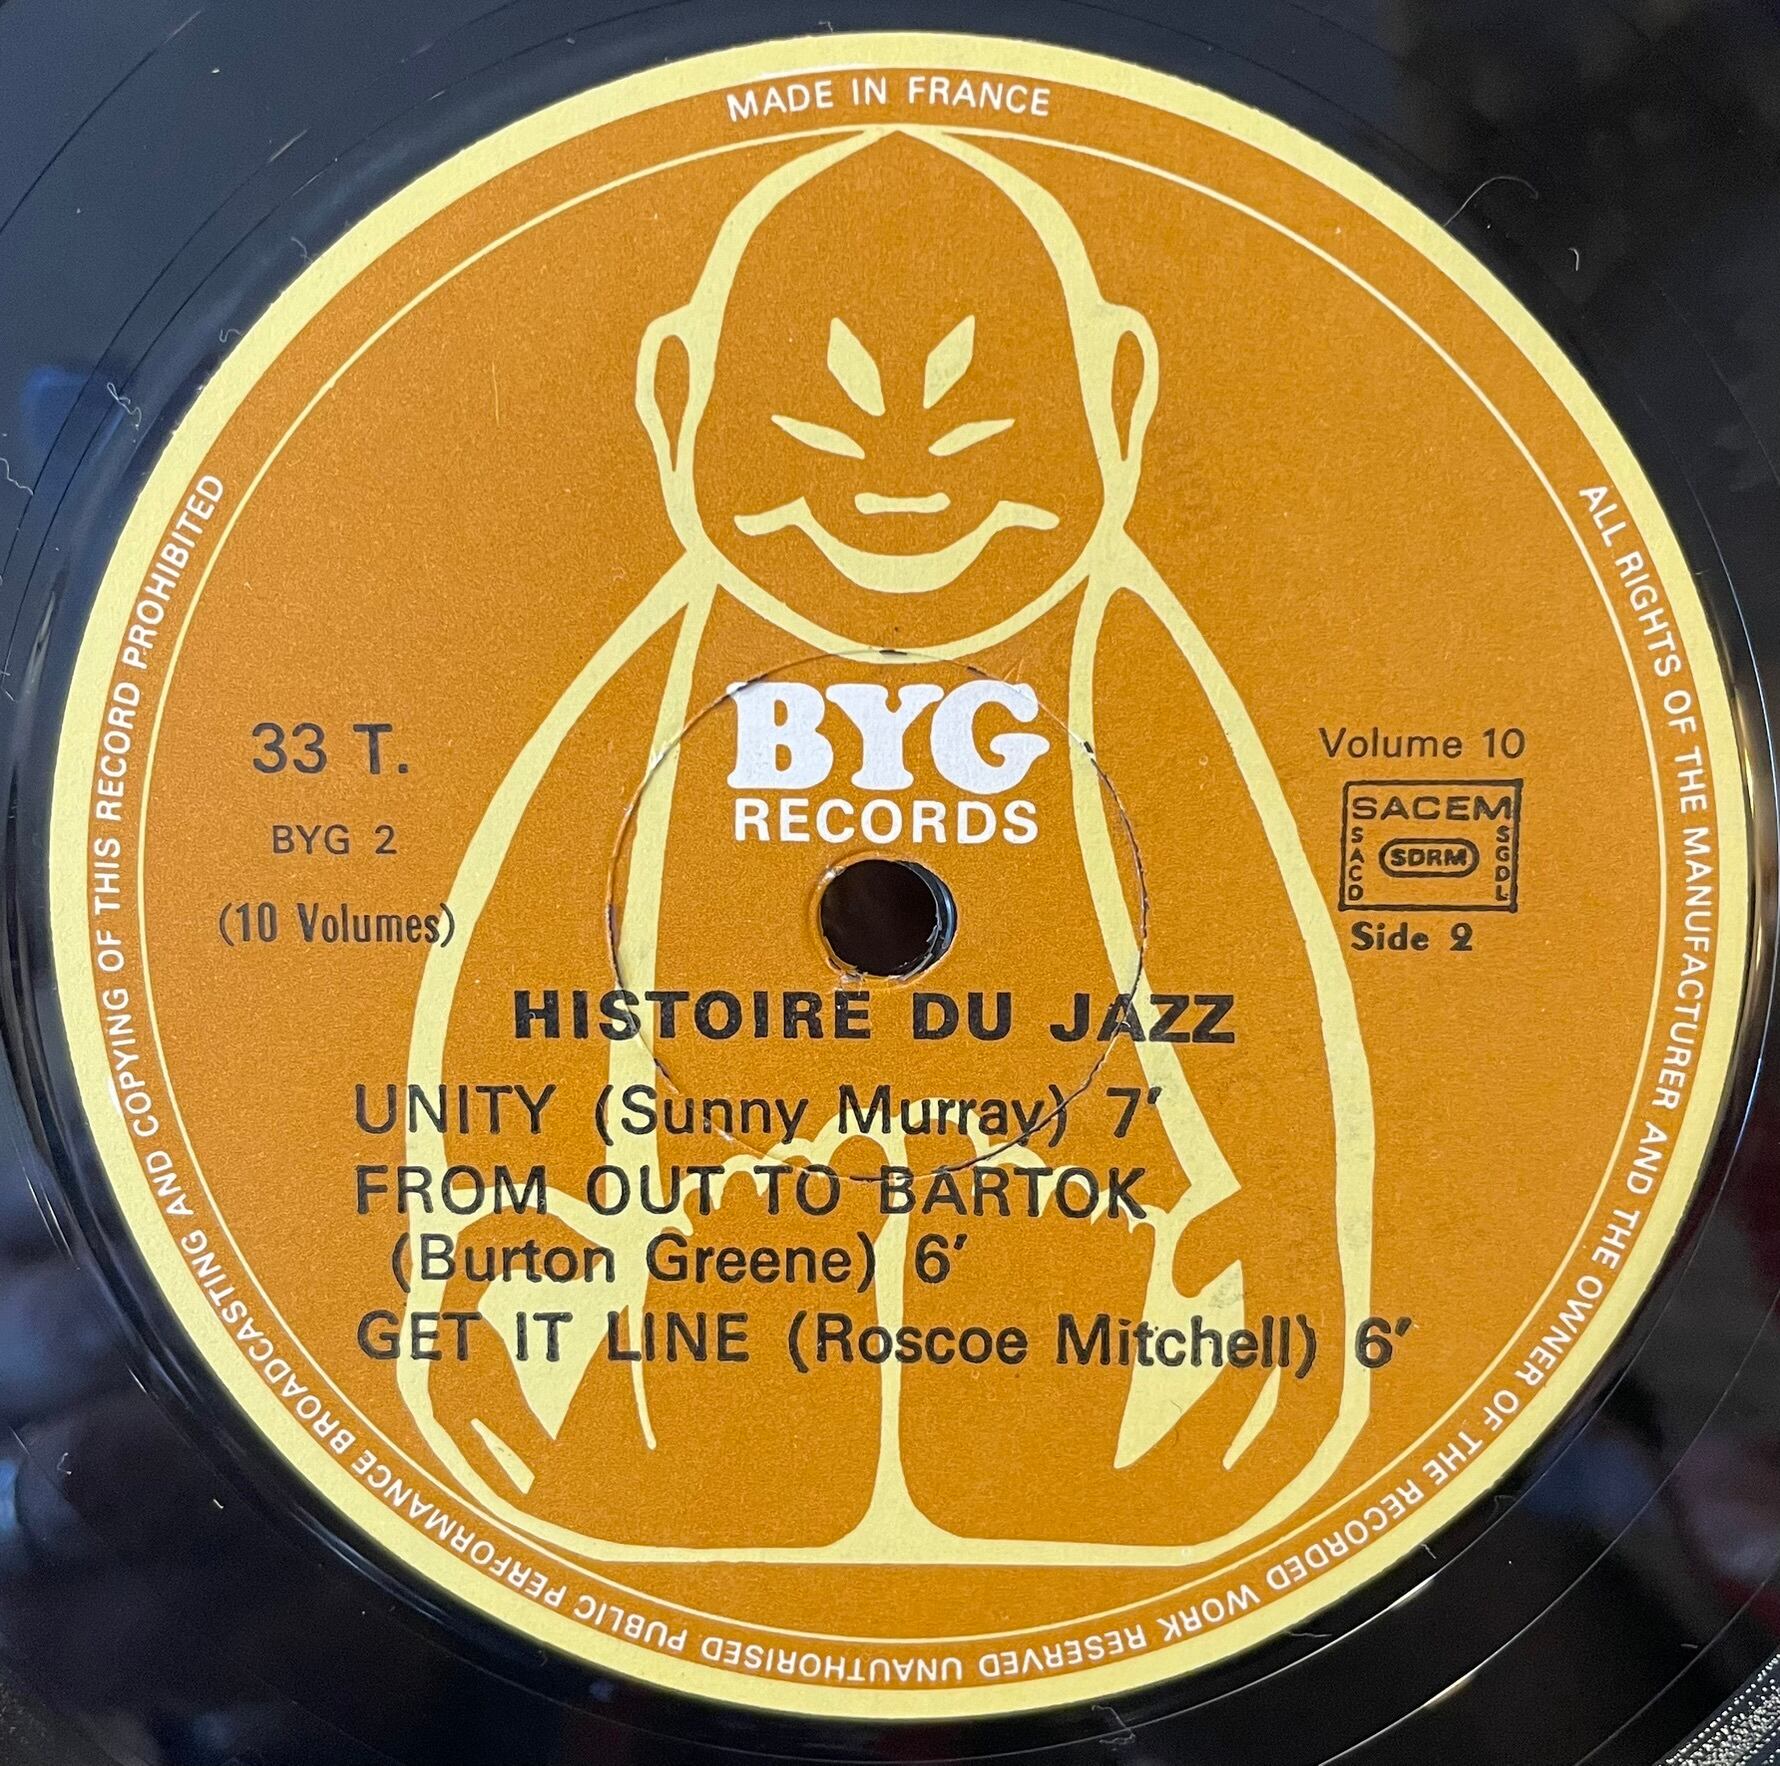 MADE IN FRANCE
ALL RIGHTS OF THE MANUFACTURER AND THE OWNER OF THE RECORDED WORK RESERVED UNAUTHORISED PUBLIC PERFORMANCE BROADCASTING AND COPYING OF THIS RECORD PROHIBITED
BYG
RECORDS
33 T.
BYG 2
(10 Volumes)
Volume 10
SACEM
SACD
SDRM
SGDL
Side 2
HISTOIRE DU JAZZ
UNITY (Sunny Murray) 7'
FROM OUT TO BARTOK
(Burton Greene) 6'
GET IT LINE (Roscoe Mitchell) 6'